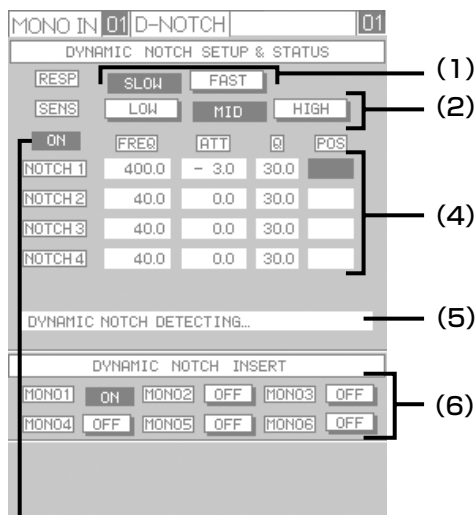 MONO IN 01 D-NOTCH 01
DYNAMIC NOTCH SETUP & STATUS
RESP SLOW FAST (1)
SENS LOW MID HIGH (2)
ON FREQ ATT Q POS
NOTCH 1 400.0 - 3.0 30.0
NOTCH 2 40.0 0.0 30.0 (4)
NOTCH 3 40.0 0.0 30.0
NOTCH 4 40.0 0.0 30.0
DYNAMIC NOTCH DETECTING... (5)
DYNAMIC NOTCH INSERT
MONO1 ON MONO2 OFF MONO3 OFF (6)
MONO4 OFF MONO5 OFF MONO6 OFF